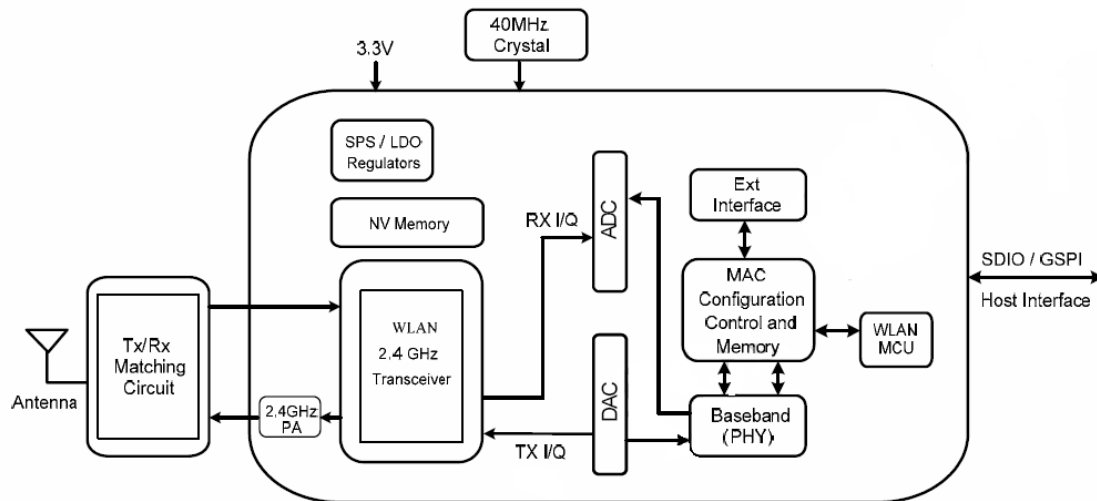 40MHz
Crystal
3.3V
SPS / LDO
Regulators
NV Memory
RX I/Q
ADC
Ext
Interface
MAC
Configuration
Control and
Memory
SDIO / GSPI
Host Interface
WLAN
MCU
Tx/Rx
Matching
Circuit
WLAN
2.4 GHz
Transceiver
Antenna
2.4GHz
PA
TX I/Q
DAC
Baseband
(PHY)